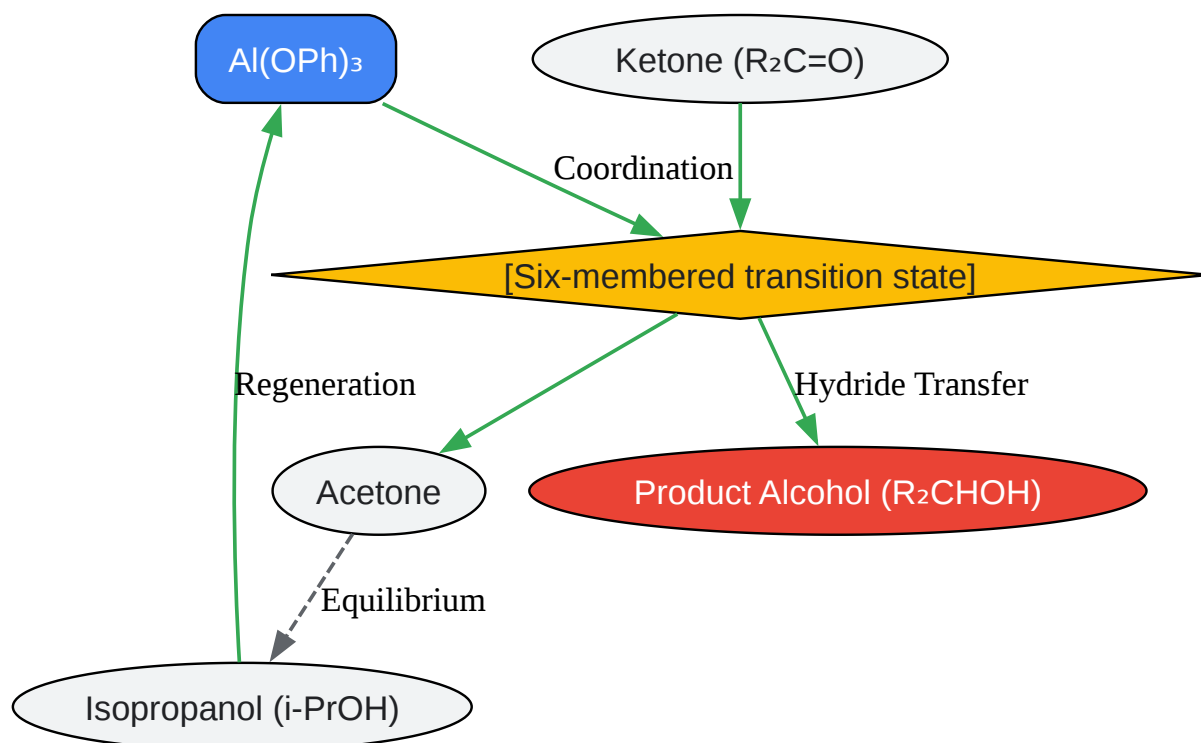 Al(OPh)₃
Ketone (R₂C=O)
Coordination
[Six-membered transition state]
Regeneration
Hydride Transfer
Acetone
Product Alcohol (R₂CHOH)
Equilibrium
Isopropanol (i-PrOH)